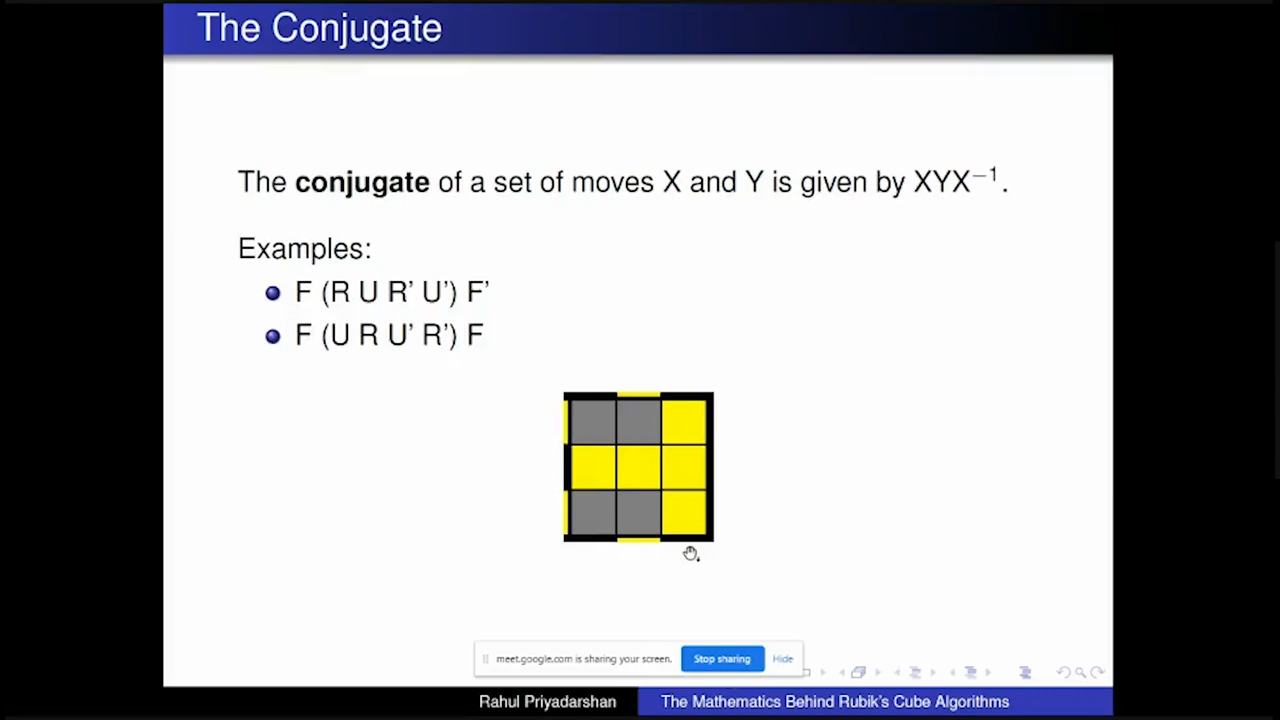 The Conjugate
The conjugate of a set of moves X and Y is given by XYX⁻¹.
Examples:
F (R U R’ U’) F’
F (U R U’ R’) F
meet.google.com is sharing your screen. Stop sharing Hide
Rahul Priyadarshan The Mathematics Behind Rubik’s Cube Algorithms